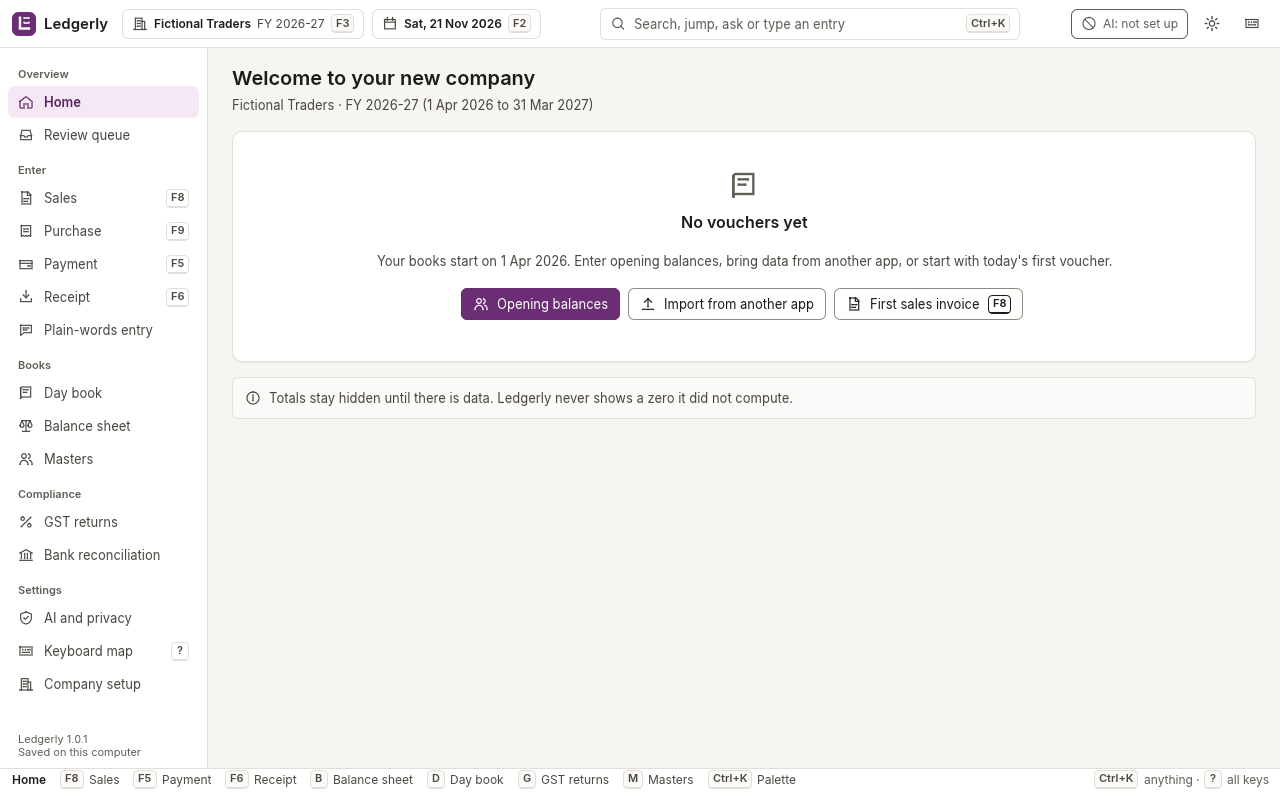 Ledgerly
Fictional Traders FY 2026-27 F3
Sat, 21 Nov 2026 F2
Search, jump, ask or type an entry Ctrl+K
AI: not set up
Overview
Home
Review queue
Enter
Sales F8
Purchase F9
Payment F5
Receipt F6
Plain-words entry
Books
Day book
Balance sheet
Masters
Compliance
GST returns
Bank reconciliation
Settings
AI and privacy
Keyboard map ?
Company setup
Ledgerly 1.0.1
Saved on this computer
Welcome to your new company
Fictional Traders · FY 2026-27 (1 Apr 2026 to 31 Mar 2027)
No vouchers yet
Your books start on 1 Apr 2026. Enter opening balances, bring data from another app, or start with today's first voucher.
Opening balances
Import from another app
First sales invoice F8
Totals stay hidden until there is data. Ledgerly never shows a zero it did not compute.
Home F8 Sales F5 Payment F6 Receipt B Balance sheet D Day book G GST returns M Masters Ctrl+K Palette Ctrl+K anything · ? all keys